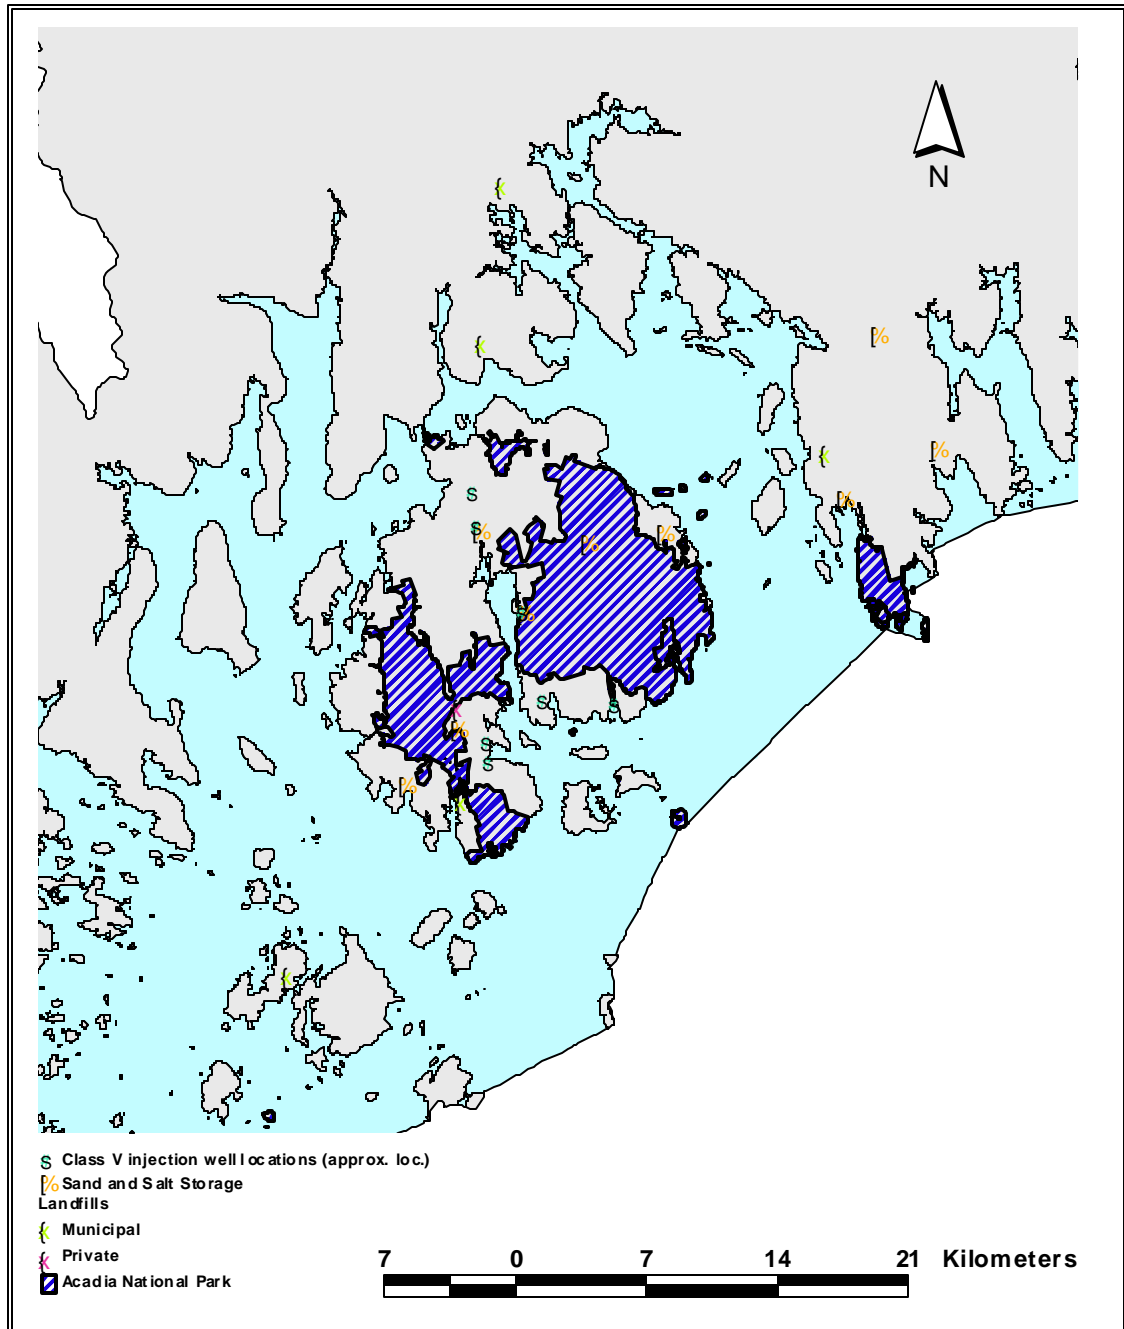 N
S Class V injection well locations (approx. loc.)
[% Sand and Salt Storage
Landfills
{x Municipal
{x Private
Acadia National Park
7 0 7 14 21 Kilometers